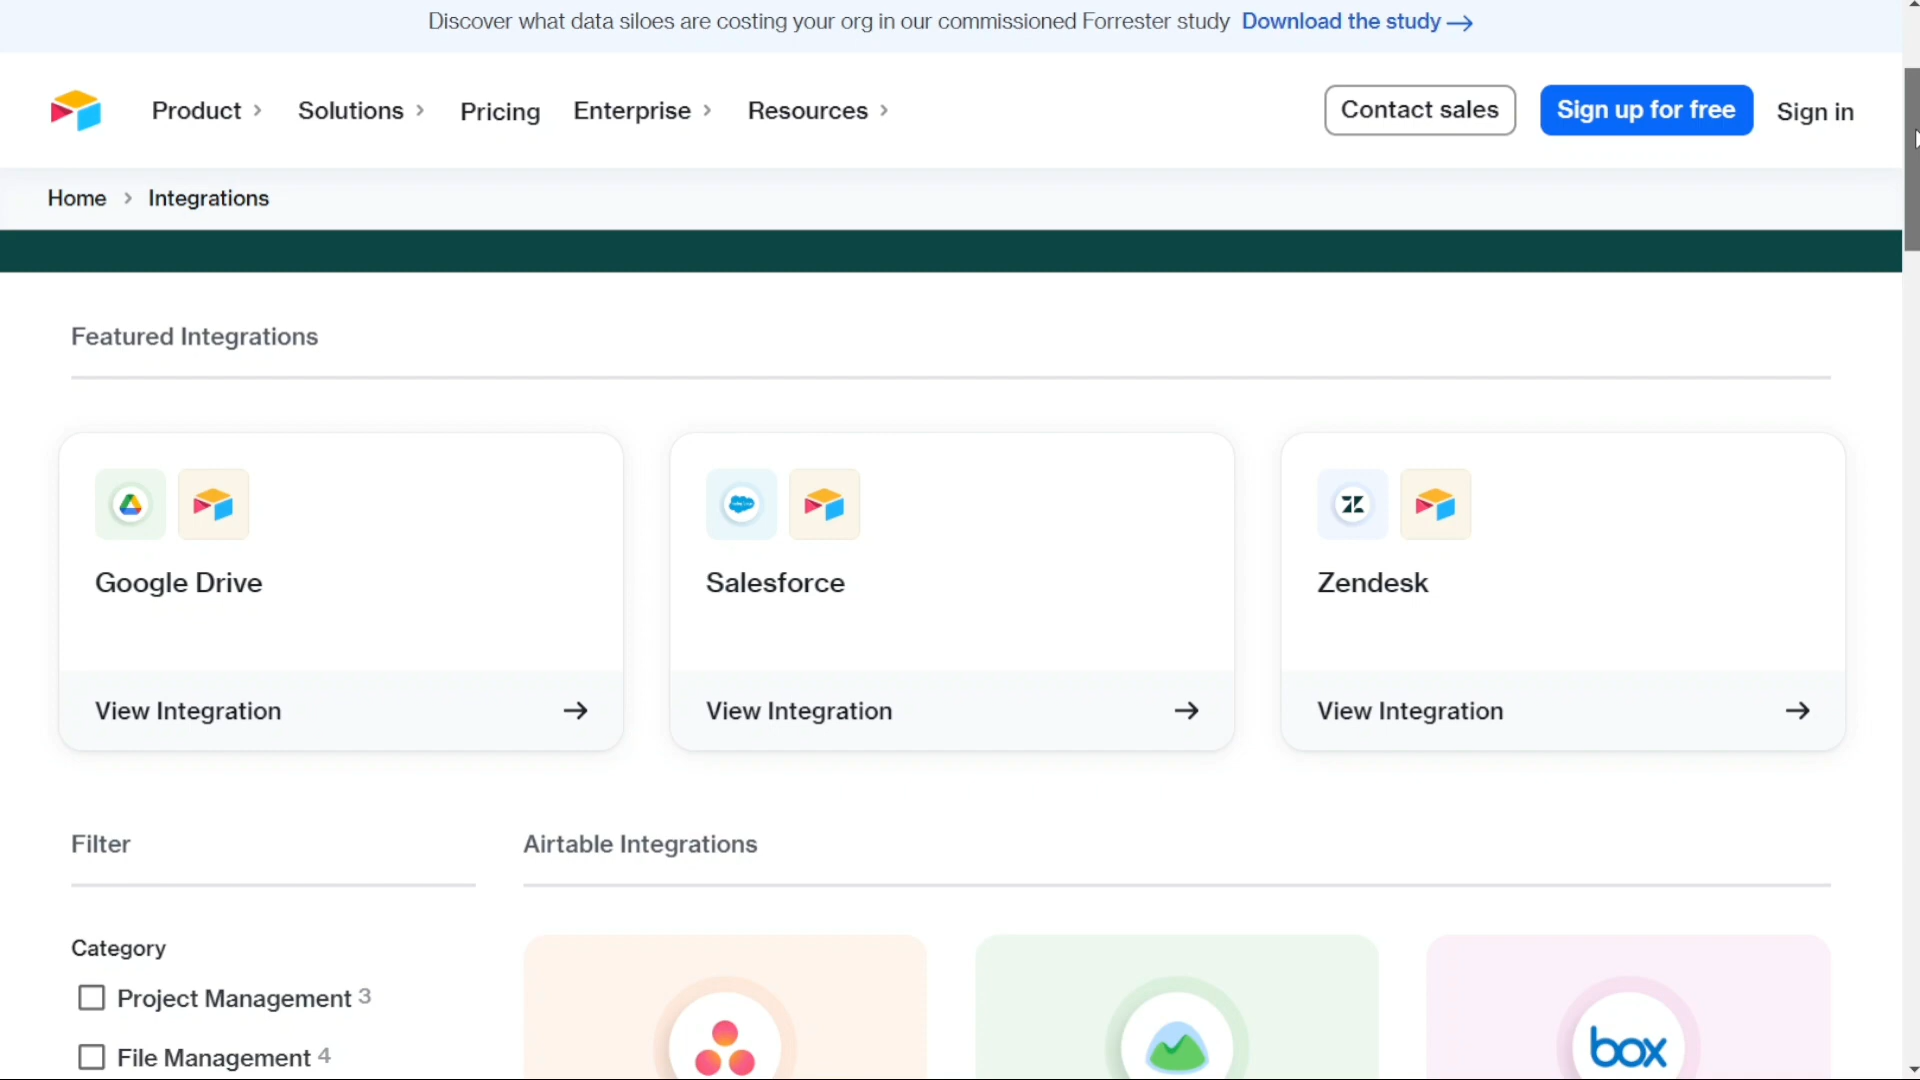 Discover what data siloes are costing your org in our commissioned Forrester study Download the study
Product Solutions Pricing Enterprise Resources Contact sales Sign up for free Sign in
Home Integrations
Featured Integrations
Google Drive Salesforce Zendesk
View Integration View Integration View Integration
Filter Airtable Integrations
Category
Project Management 3
File Management 4
box